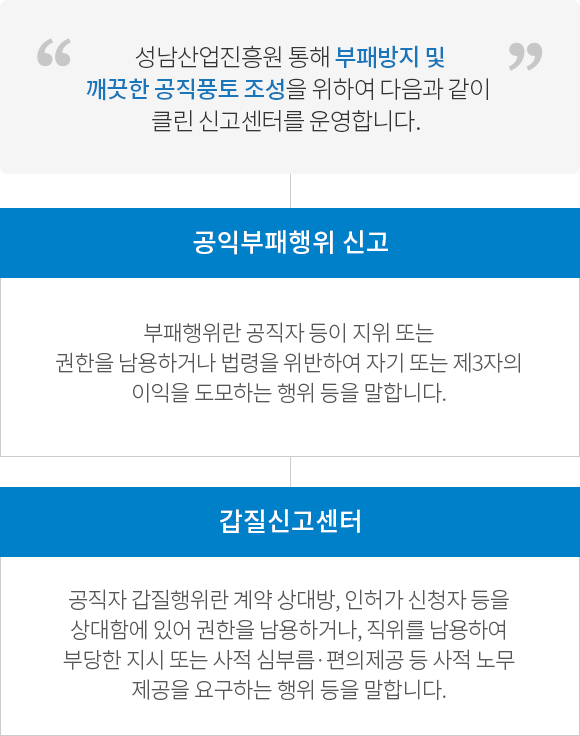 “ 성남산업진흥원 통해 부패방지 및 ”
깨끗한 공직풍토 조성을 위하여 다음과 같이
클린 신고센터를 운영합니다.
공익부패행위 신고
부패행위란 공직자 등이 지위 또는
권한을 남용하거나 법령을 위반하여 자기 또는 제3자의
이익을 도모하는 행위 등을 말합니다.
갑질신고센터
공직자 갑질행위란 계약 상대방, 인허가 신청자 등을
상대함에 있어 권한을 남용하거나, 직위를 남용하여
부당한 지시 또는 사적 심부름·편의제공 등 사적 노무
제공을 요구하는 행위 등을 말합니다.